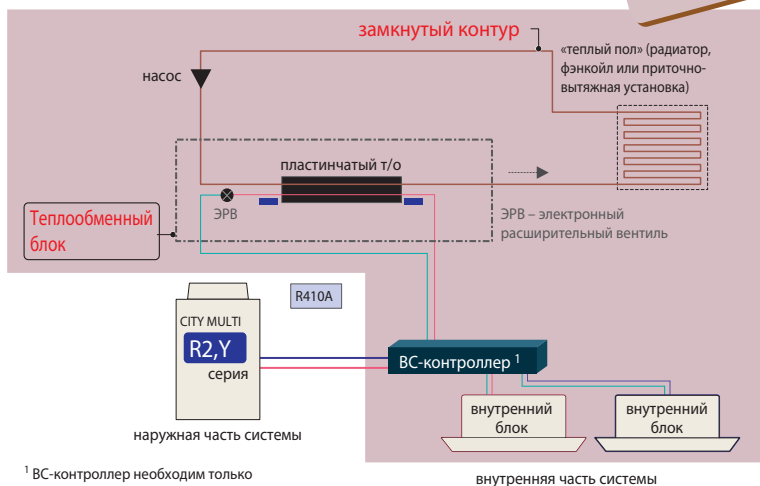 замкнутый контур
«теплый пол» (радиатор,
фэнкойл или приточно-
вытяжная установка)
насос
пластинчатый т/о
ЭРВ
ЭРВ – электронный
расширительный вентиль
Теплообменный
блок
R410A
CITY MULTI
R2,Y
серия
BC-контроллер 1
внутренний
блок
внутренний
блок
наружная часть системы
1 BC-контроллер необходим только
внутренняя часть системы